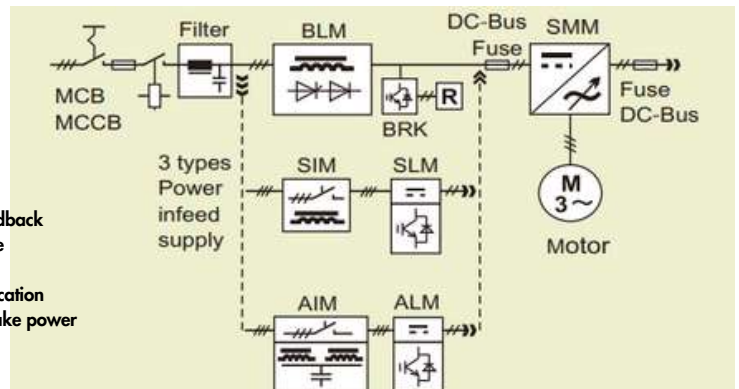 Filter
BLM
DC-Bus
Fuse
SMM
MCB
MCCB
R
BRK
Fuse
DC-Bus
3 types
Power
infeed
supply
SIM
SLM
M
3~
Motor
AIM
ALM
dback
e
cation
ake power